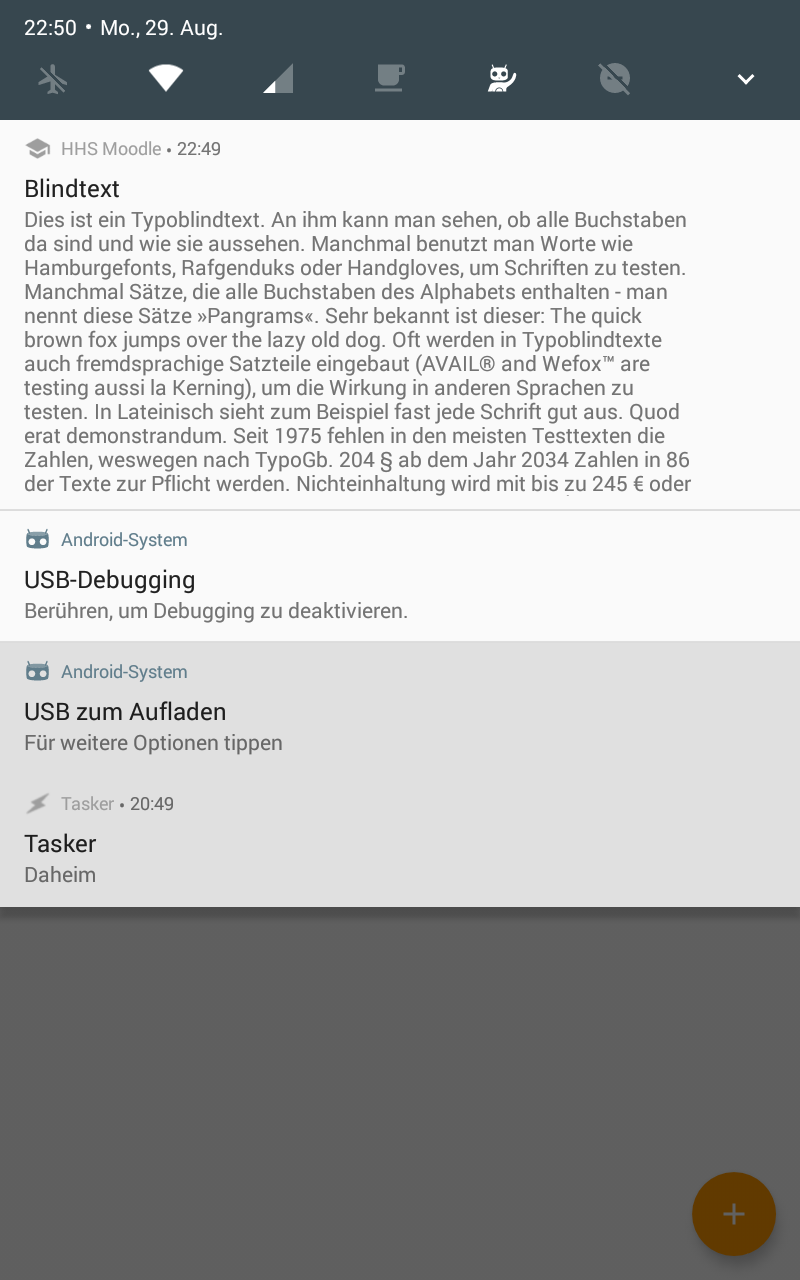 22:50 • Mo., 29. Aug.
HHS Moodle • 22:49
Blindtext
Dies ist ein Typoblindtext. An ihm kann man sehen, ob alle Buchstaben
da sind und wie sie aussehen. Manchmal benutzt man Worte wie
Hamburgefonts, Rafgenduks oder Handgloves, um Schriften zu testen.
Manchmal Sätze, die alle Buchstaben des Alphabets enthalten - man
nennt diese Sätze »Pangrams«. Sehr bekannt ist dieser: The quick
brown fox jumps over the lazy old dog. Oft werden in Typoblindtexte
auch fremdsprachige Satzteile eingebaut (AVAIL® and Wefox™ are
testing aussi la Kerning), um die Wirkung in anderen Sprachen zu
testen. In Lateinisch sieht zum Beispiel fast jede Schrift gut aus. Quod
erat demonstrandum. Seit 1975 fehlen in den meisten Testtexten die
Zahlen, weswegen nach TypoGb. 204 § ab dem Jahr 2034 Zahlen in 86
der Texte zur Pflicht werden. Nichteinhaltung wird mit bis zu 245 € oder
Android-System
USB-Debugging
Berühren, um Debugging zu deaktivieren.
Android-System
USB zum Aufladen
Für weitere Optionen tippen
Tasker • 20:49
Tasker
Daheim